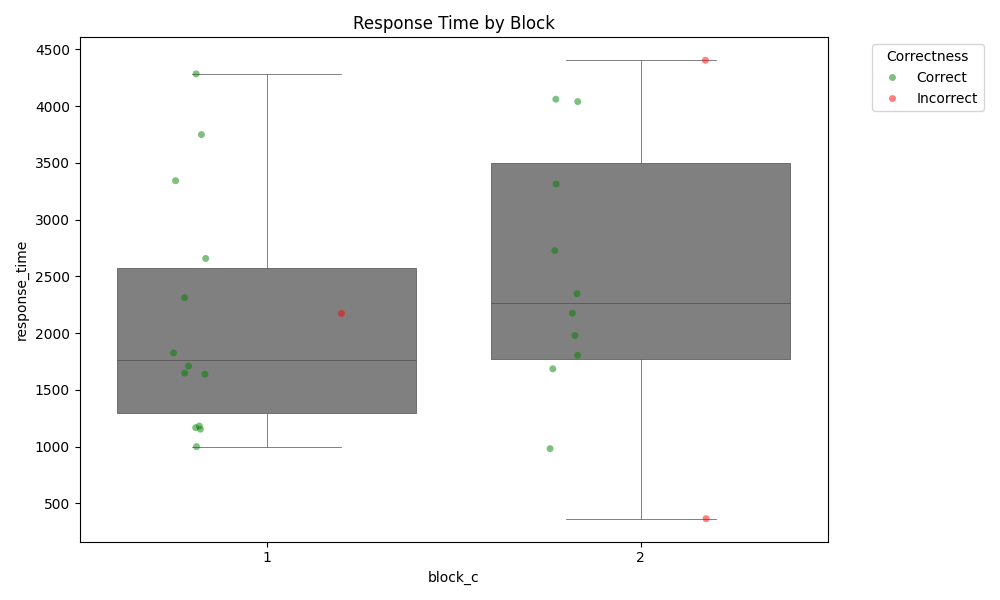 Response Time by Block
Correctness
Correct
Incorrect
4500
4000
3500
3000
2500
2000
1500
1000
500
response_time
1
2
block_c